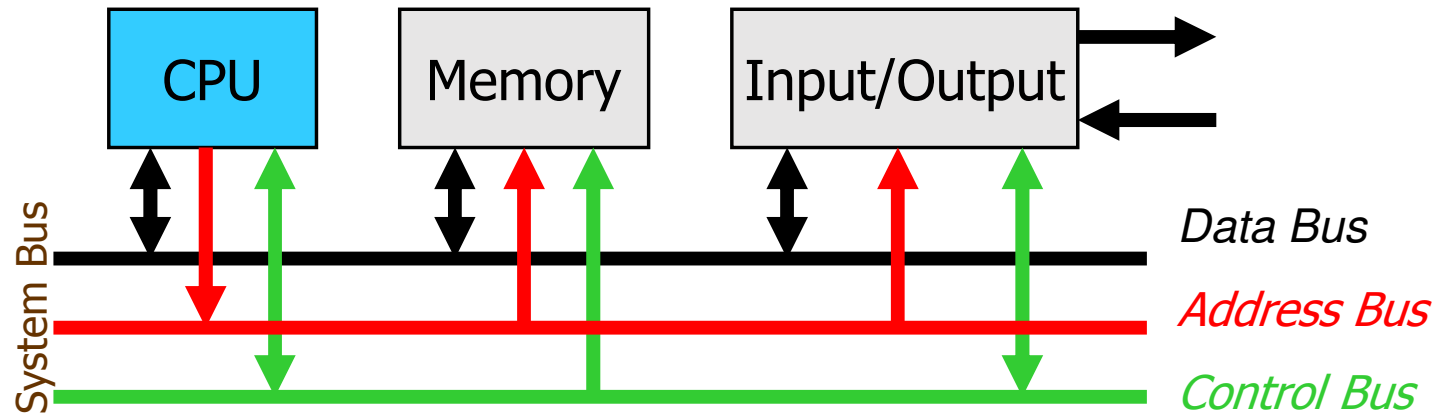 CPU
Memory
Input/Output
System Bus
Data Bus
Address Bus
Control Bus